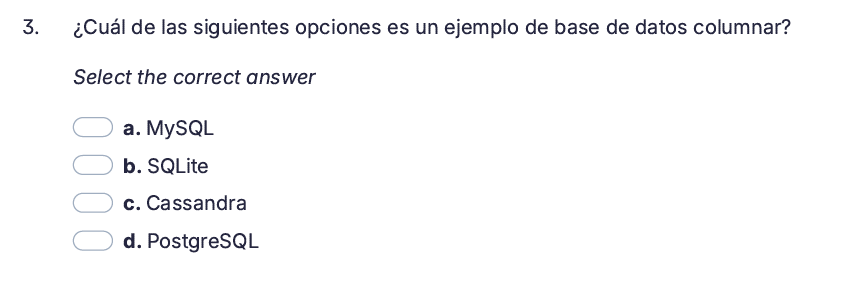 3. ¿Cuál de las siguientes opciones es un ejemplo de base de datos columnar?
Select the correct answer
a. MySQL
b. SQLite
c. Cassandra
d. PostgreSQL